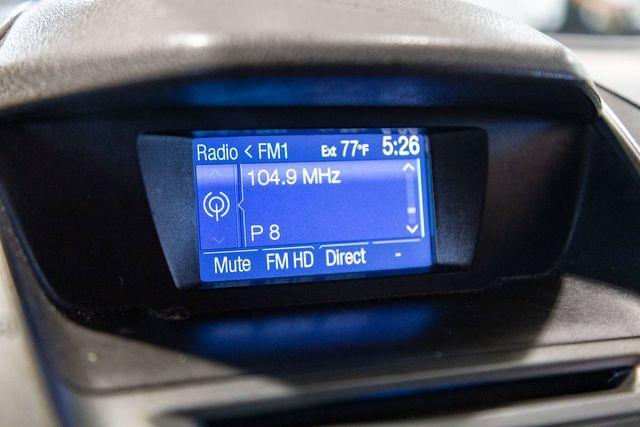 Radio < FM1 Ext 77°F 5:26
104.9 MHz
P 8
Mute FM HD Direct -